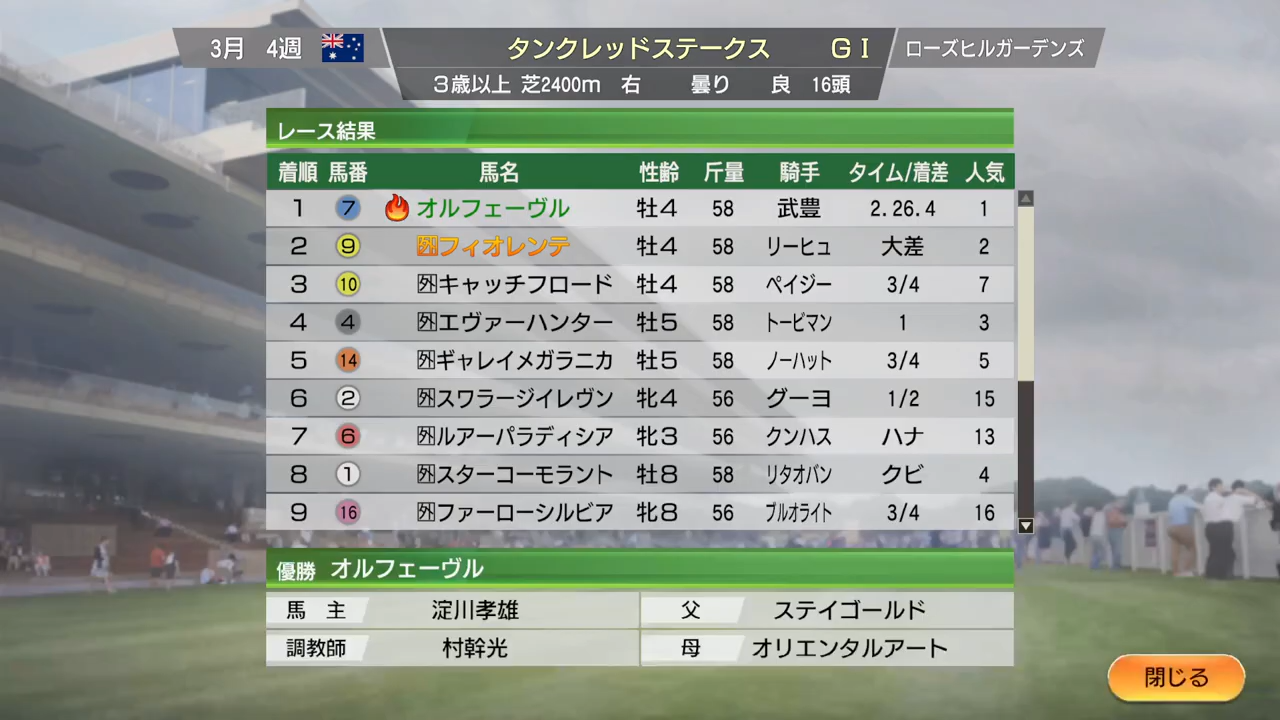 3月 4週 タンクレッドステークス GⅠ ローズヒルガーデンズ
3歳以上 芝2400m 右 曇り 良 16頭
レース結果
着順 馬番 馬名 性齢 斤量 騎手 タイム/着差 人気
1 7 オルフェーヴル 牡4 58 武豊 2.26.4 1
2 9 外フィオレンテ 牡4 58 リーヒュ 大差 2
3 10 外キャッチフロード 牡4 58 ペイジー 3/4 7
4 4 外エヴァーハンター 牡5 58 トービマン 1 3
5 14 外ギャレイメガラニカ 牡5 58 ノーハット 3/4 5
6 2 外スワラージイレヴン 牝4 56 グーヨ 1/2 15
7 6 外ルアーパラディシア 牝3 56 クンハス ハナ 13
8 1 外スターコーモラント 牡8 58 リタオバン クビ 4
9 16 外ファーローシルビア 牝8 56 ブルオライト 3/4 16
優勝 オルフェーヴル
馬主 淀川孝雄 父 ステイゴールド
調教師 村幹光 母 オリエンタルアート
閉じる